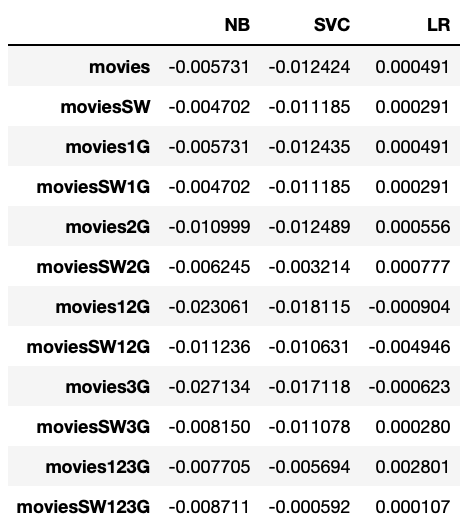 NB SVC LR
movies -0.005731 -0.012424 0.000491
moviesSW -0.004702 -0.011185 0.000291
movies1G -0.005731 -0.012435 0.000491
moviesSW1G -0.004702 -0.011185 0.000291
movies2G -0.010999 -0.012489 0.000556
moviesSW2G -0.006245 -0.003214 0.000777
movies12G -0.023061 -0.018115 -0.000904
moviesSW12G -0.011236 -0.010631 -0.004946
movies3G -0.027134 -0.017118 -0.000623
moviesSW3G -0.008150 -0.011078 0.000280
movies123G -0.007705 -0.005694 0.002801
moviesSW123G -0.008711 -0.000592 0.000107